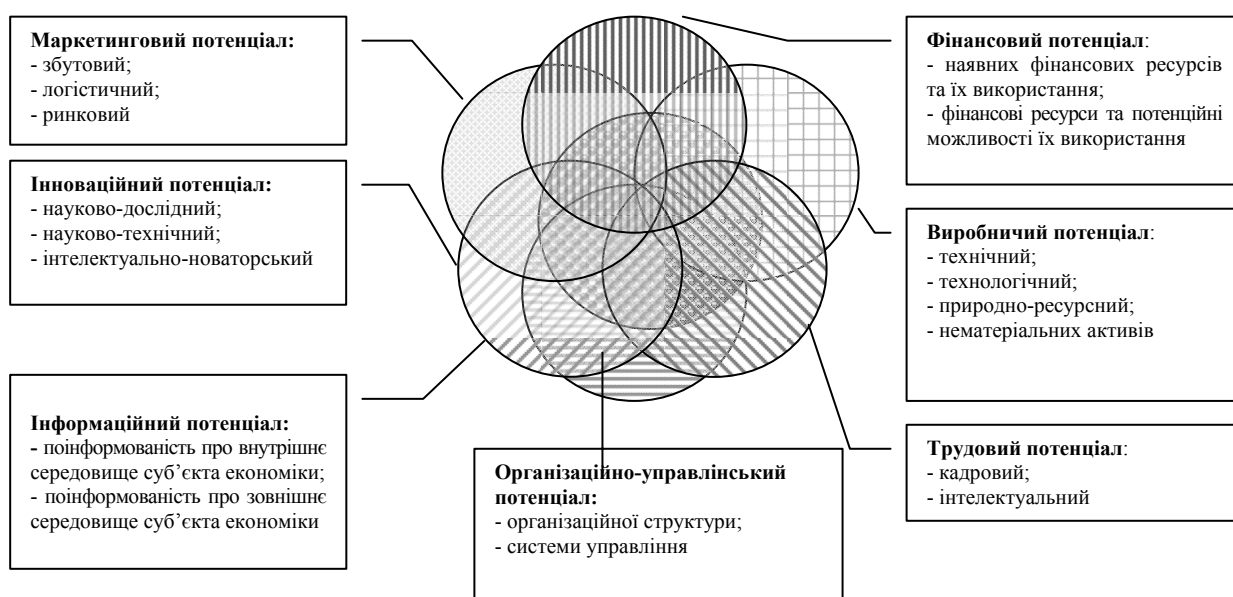 Маркетинговий потенціал:
- збутовий;
- логістичний;
- ринковий
Інноваційний потенціал:
- науково-дослідний;
- науково-технічний;
- інтелектуально-новаторський
Інформаційний потенціал:
- поінформованість про внутрішнє
середовище суб’єкта економіки;
- поінформованість про зовнішнє
середовище суб’єкта економіки
Організаційно-управлінський
потенціал:
- організаційної структури;
- системи управління
Фінансовий потенціал:
- наявних фінансових ресурсів
та їх використання;
- фінансові ресурси та потенційні
можливості їх використання
Виробничий потенціал:
- технічний;
- технологічний;
- природно-ресурсний;
- нематеріальних активів
Трудовий потенціал:
- кадровий;
- інтелектуальний